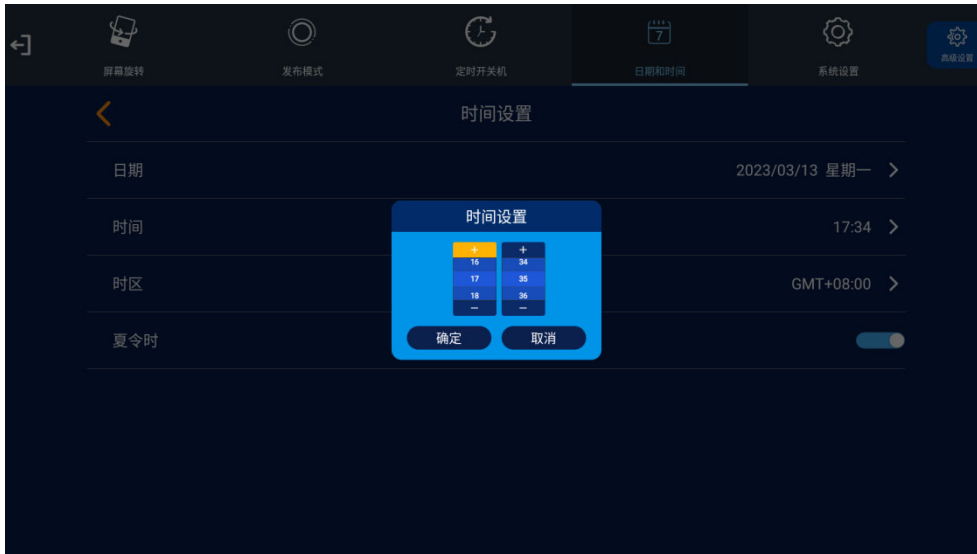 屏幕旋转
发布模式
定时开关机
日期和时间
系统设置
高级设置
7
时间设置
日期
2023/03/13 星期一
时间
17:34
时区
GMT+08:00
夏令时
时间设置
+ +
16 34
17 35
18 36
− −
确定 取消